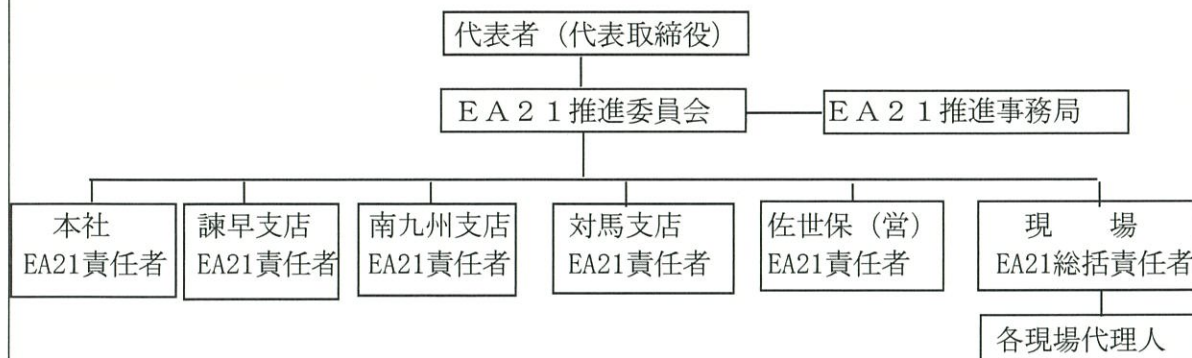 代表者（代表取締役）
ＥＡ２１推進委員会
ＥＡ２１推進事務局
本社
EA21責任者
諫早支店
EA21責任者
南九州支店
EA21責任者
対馬支店
EA21責任者
佐世保（営）
EA21責任者
現　　場
EA21総括責任者
各現場代理人